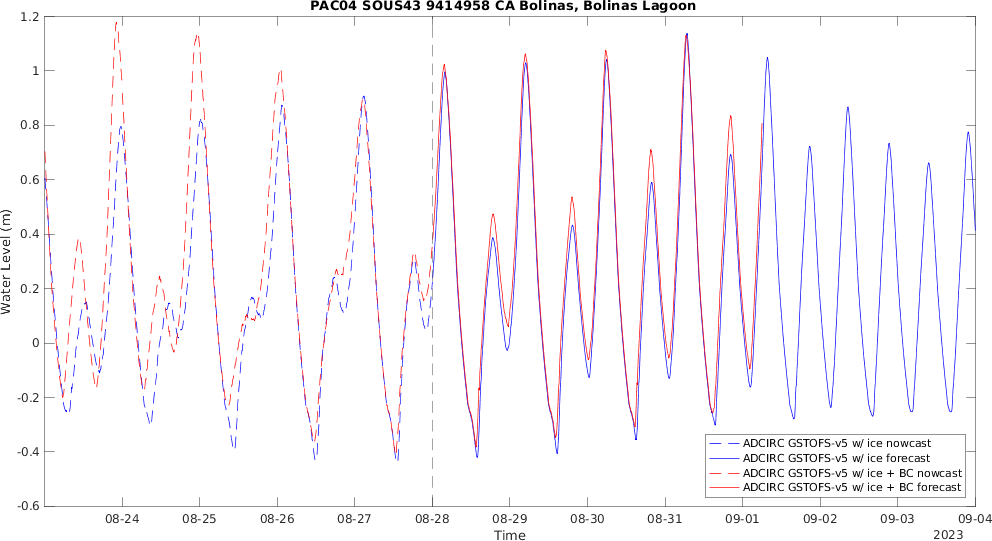 PAC04 SOUS43 9414958 CA Bolinas, Bolinas Lagoon
1.2
1
0.8
0.6
0.4
0.2
0
-0.2
-0.4
-0.6
Water Level (m)
08-24 08-25 08-26 08-27 08-28 08-29 08-30 08-31 09-01 09-02 09-03 09-04
Time
2023
ADCIRC GSTOFS-v5 w/ ice nowcast
ADCIRC GSTOFS-v5 w/ ice forecast
ADCIRC GSTOFS-v5 w/ ice + BC nowcast
ADCIRC GSTOFS-v5 w/ ice + BC forecast